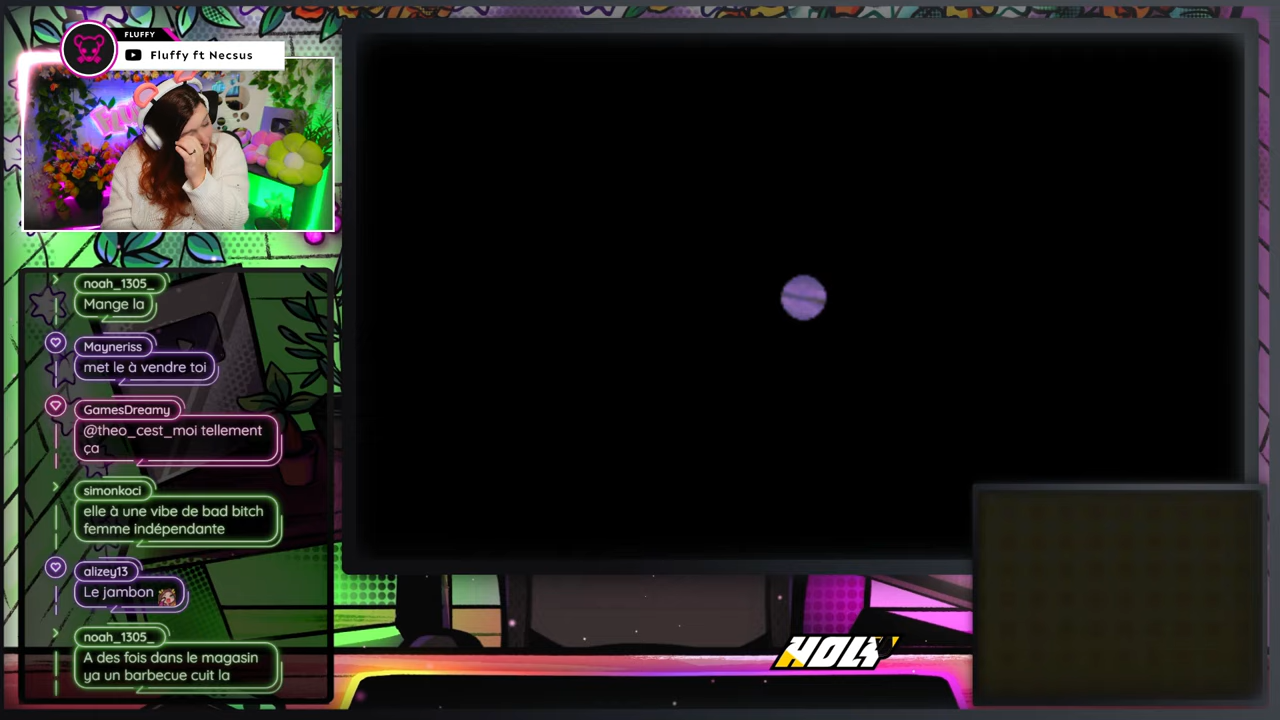 FLUFFY
Fluffy ft Necsus
noah_1305_
Mange la
Mayneriss
met le à vendre toi
GamesDreamy
@theo_cest_moi tellement
ça
simonkoci
elle à une vibe de bad bitch
femme indépendante
alizey13
Le jambon
noah_1305_
A des fois dans le magasin
ya un barbecue cuit la
HOLY